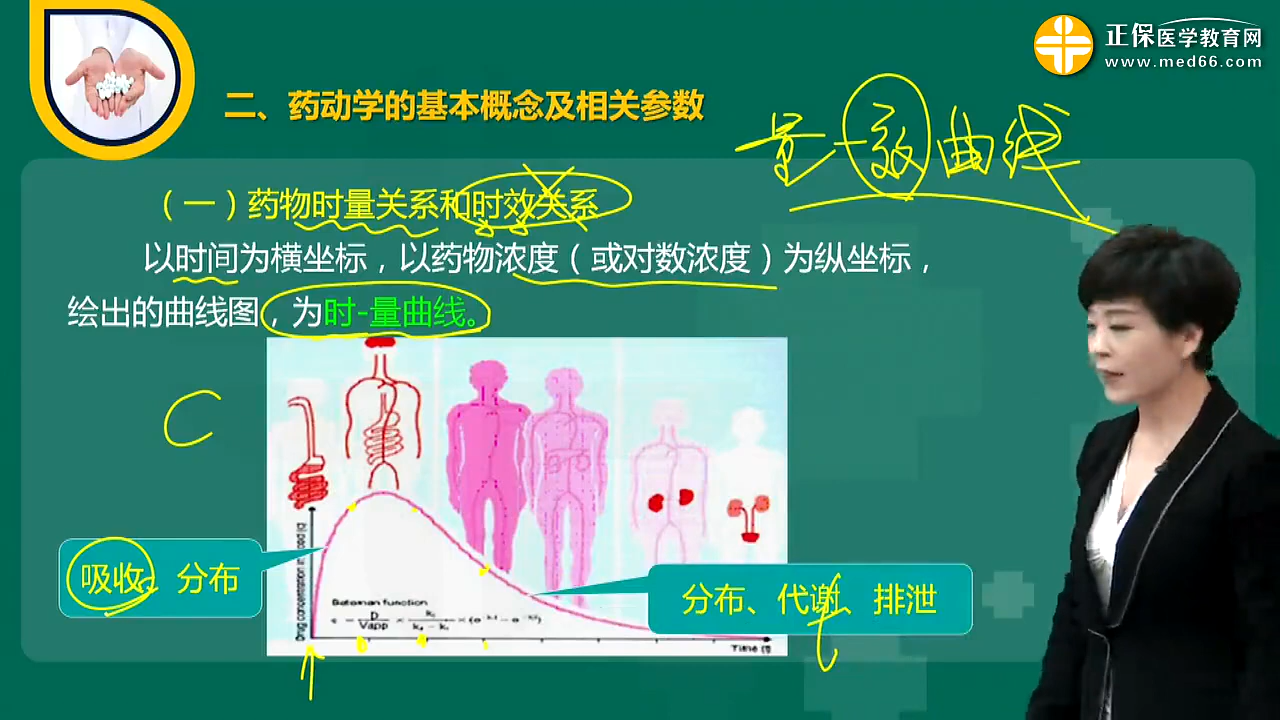 正保医学教育网
www.med66.com
二、药动学的基本概念及相关参数
量-效曲线
（一）药物时量关系和时效关系
以时间为横坐标，以药物浓度（或对数浓度）为纵坐标，
绘出的曲线图，为时-量曲线。
C
吸收、分布
分布、代谢、排泄
Bateman function
Time (t)
t